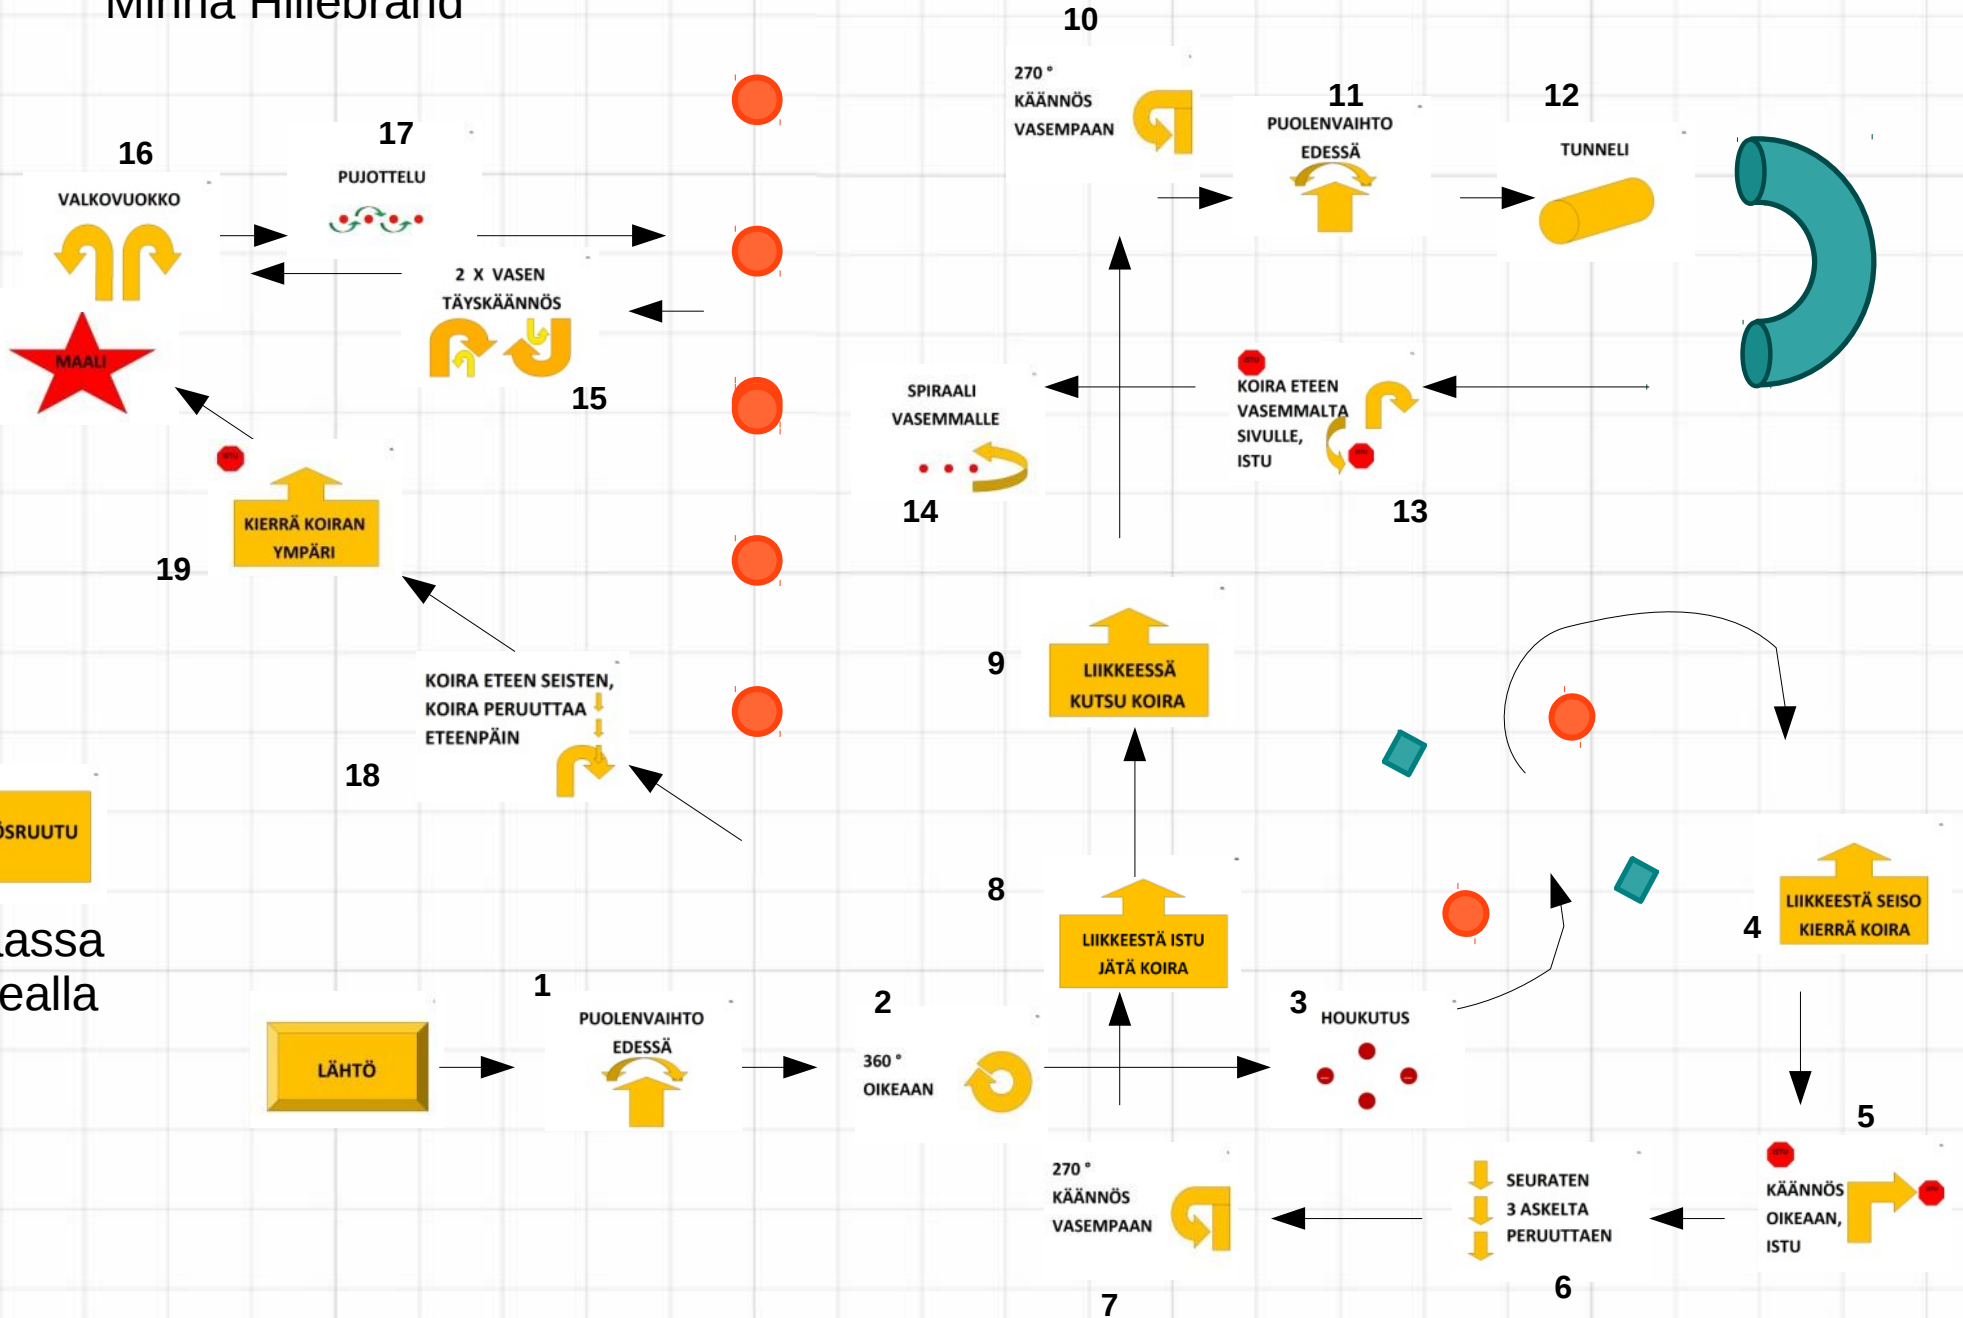 Minna Hillebrand
10
270 °
KÄÄNNÖS
VASEMPAAN
11
PUOLENVAIHTO
EDESSÄ
12
TUNNELI
16
VALKOVUOKKO
17
PUJOTTELU
2 X VASEN
TÄYSKÄÄNNÖS
15
MAALI
SPIRAALI
VASEMMALLE
14
ISTU
KOIRA ETEEN
VASEMMALTA
SIVULLE,
ISTU
13
KIERRÄ KOIRAN
YMPÄRI
19
9
LIIKKEESSÄ
KUTSU KOIRA
KOIRA ETEEN SEISTEN,
KOIRA PERUUTTAA
ETEENPÄIN
18
ÖSRUUTU
assa
ealla
8
LIIKKEESTÄ ISTU
JÄTÄ KOIRA
4
LIIKKEESTÄ SEISO
KIERRÄ KOIRA
LÄHTÖ
1
PUOLENVAIHTO
EDESSÄ
2
360 °
OIKEAAN
3
HOUKUTUS
5
ISTU
KÄÄNNÖS
OIKEAAN,
ISTU
SEURATEN
3 ASKELTA
PERUUTTAEN
6
270 °
KÄÄNNÖS
VASEMPAAN
7